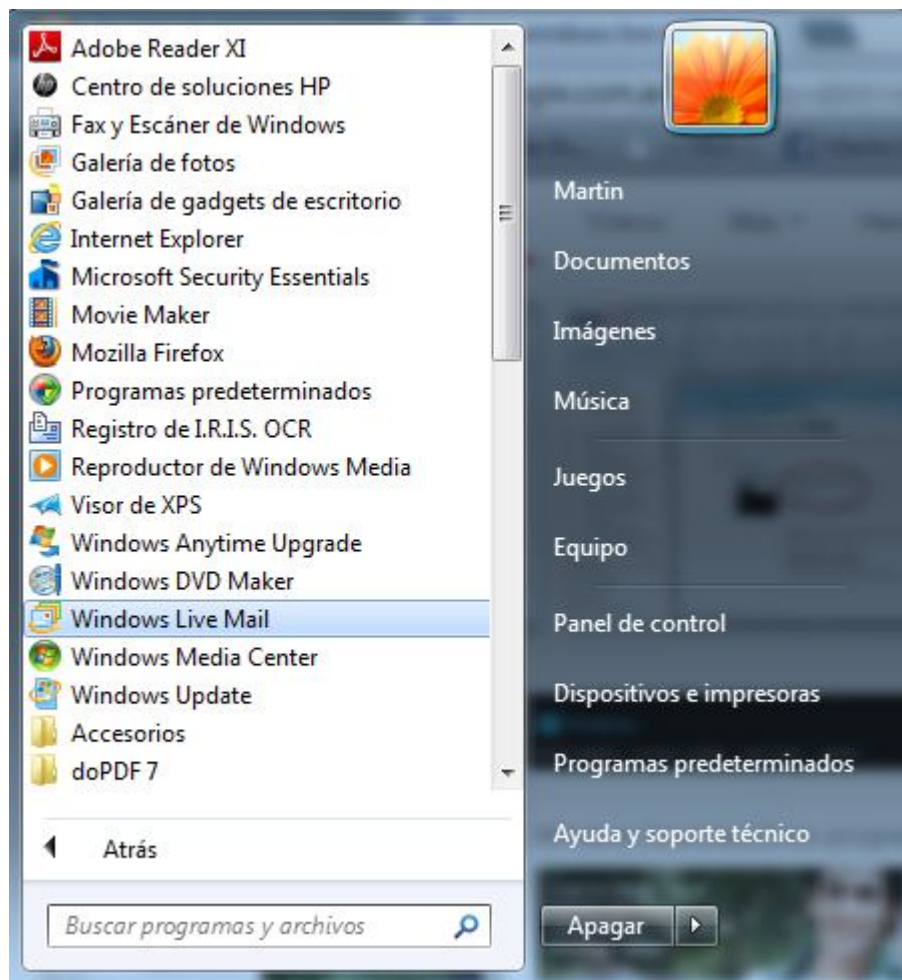 Adobe Reader XI
Centro de soluciones HP
Fax y Escáner de Windows
Galería de fotos
Galería de gadgets de escritorio
Internet Explorer
Microsoft Security Essentials
Movie Maker
Mozilla Firefox
Programas predeterminados
Registro de I.R.I.S. OCR
Reproductor de Windows Media
Visor de XPS
Windows Anytime Upgrade
Windows DVD Maker
Windows Live Mail
Windows Media Center
Windows Update
Accesorios
doPDF 7
Atrás
Buscar programas y archivos
Martin
Documentos
Imágenes
Música
Juegos
Equipo
Panel de control
Dispositivos e impresoras
Programas predeterminados
Ayuda y soporte técnico
Apagar